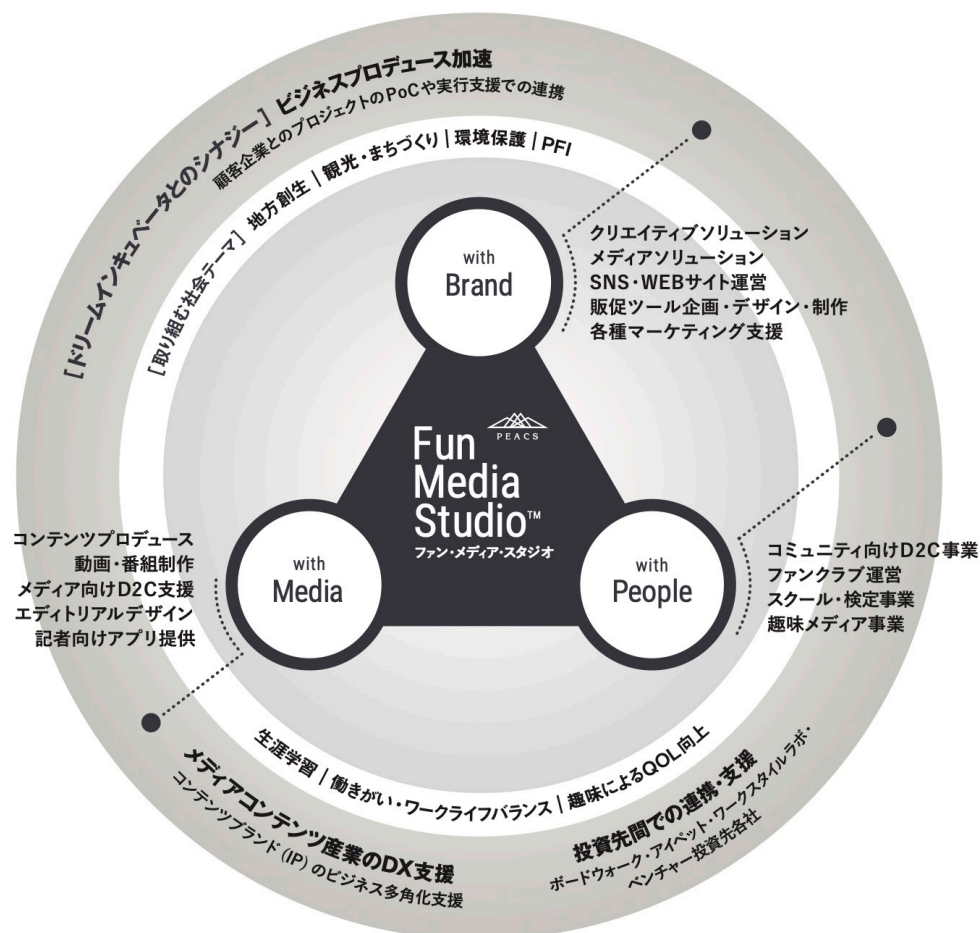 [ドリームインキュベータとのシナジー] ビジネスプロデュース加速
顧客企業とのプロジェクトのPoCや実行支援での連携
[取り組む社会テーマ] 地方創生 | 観光・まちづくり | 環境保護 | PFI
with
Brand
クリエイティブソリューション
メディアソリューション
SNS・WEBサイト運営
販促ツール企画・デザイン・制作
各種マーケティング支援
PEACS
Fun
Media
Studio™
ファン・メディア・スタジオ
コンテンツプロデュース
動画・番組制作
メディア向けD2C支援
エディトリアルデザイン
記者向けアプリ提供
with
Media
with
People
コミュニティ向けD2C事業
ファンクラブ運営
スクール・検定事業
趣味メディア事業
生涯学習 | 働きがい・ワークライフバランス | 趣味によるQOL向上
メディアコンテンツ産業のDX支援
コンテンツブランド (IP) のビジネス多角化支援
投資先間での連携・支援
ボードウォーク・アイペット・ワークスタイルラボ・
ベンチャー投資先各社